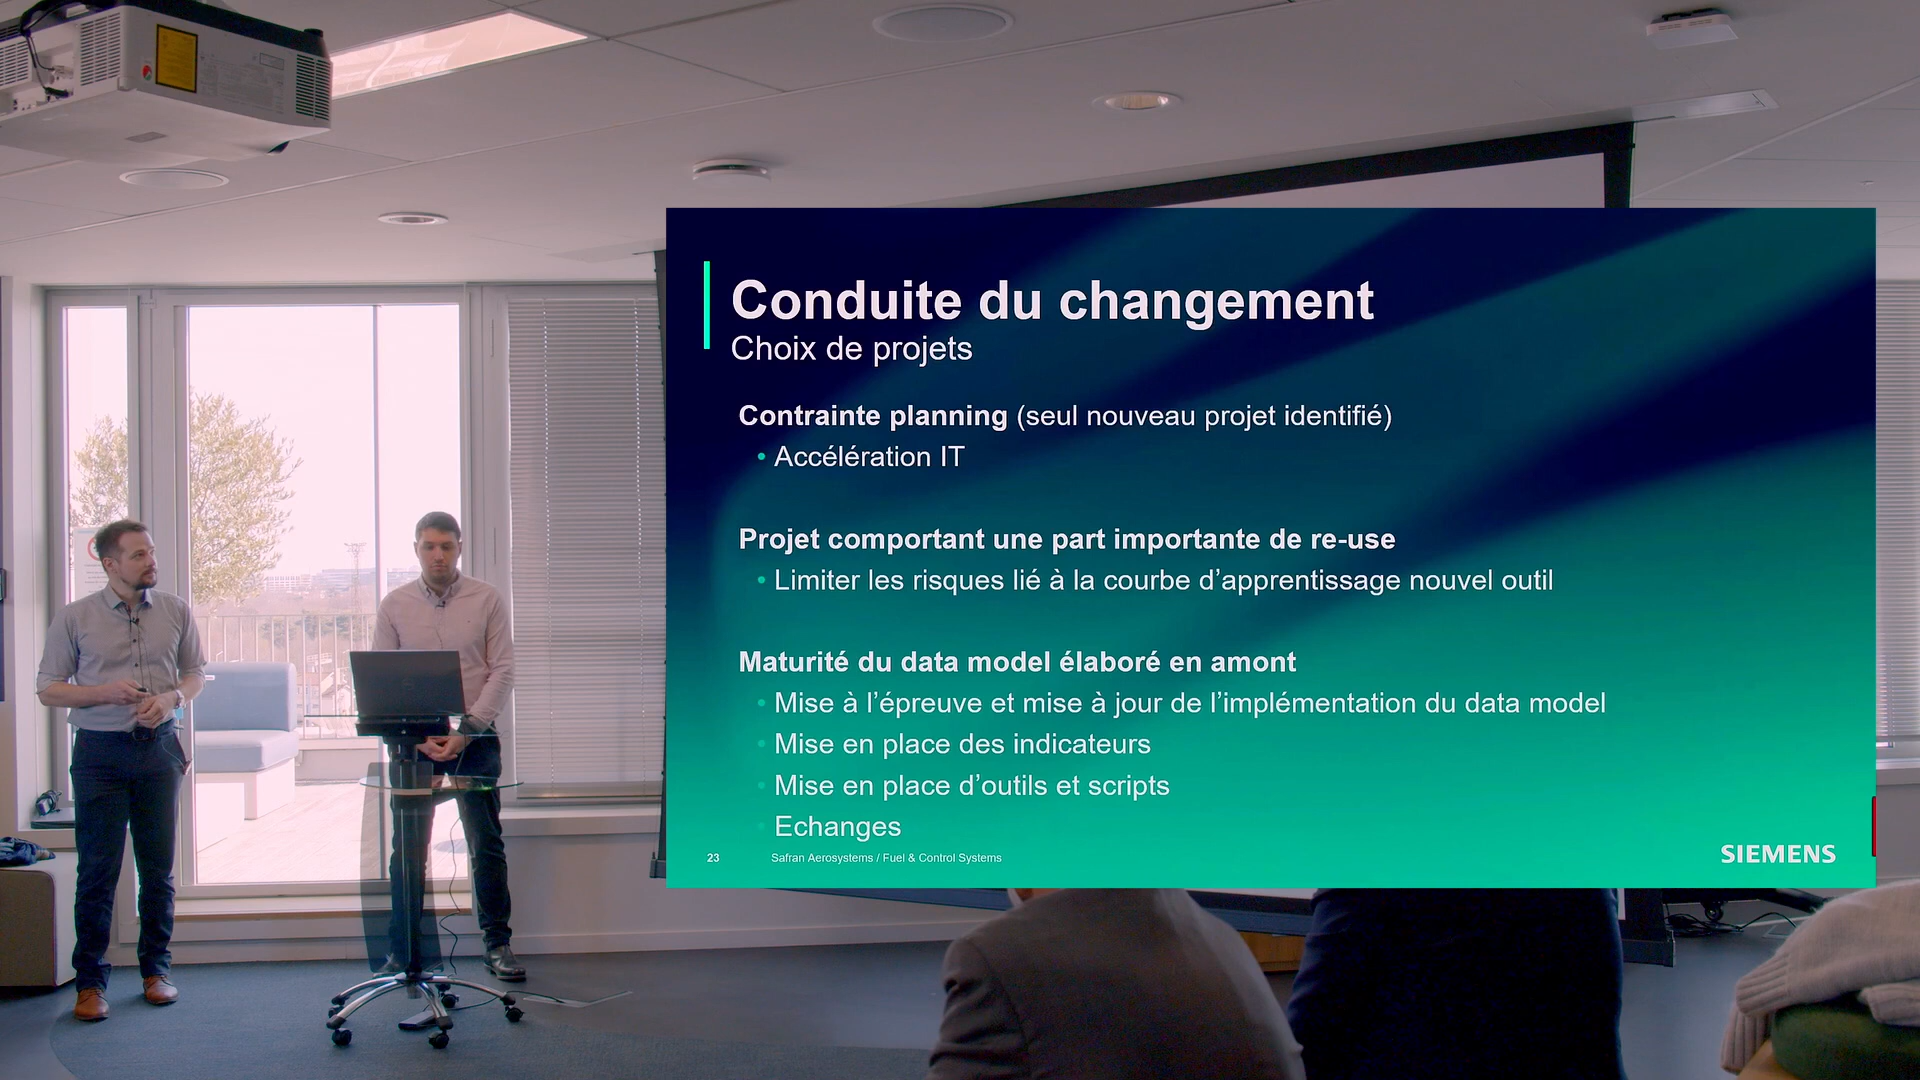 Conduite du changement
Choix de projets
Contrainte planning (seul nouveau projet identifié)
• Accélération IT
Projet comportant une part importante de re-use
• Limiter les risques lié à la courbe d’apprentissage nouvel outil
Maturité du data model élaboré en amont
• Mise à l’épreuve et mise à jour de l’implémentation du data model
• Mise en place des indicateurs
• Mise en place d’outils et scripts
• Echanges
23 Safran Aerosystems / Fuel & Control Systems
SIEMENS